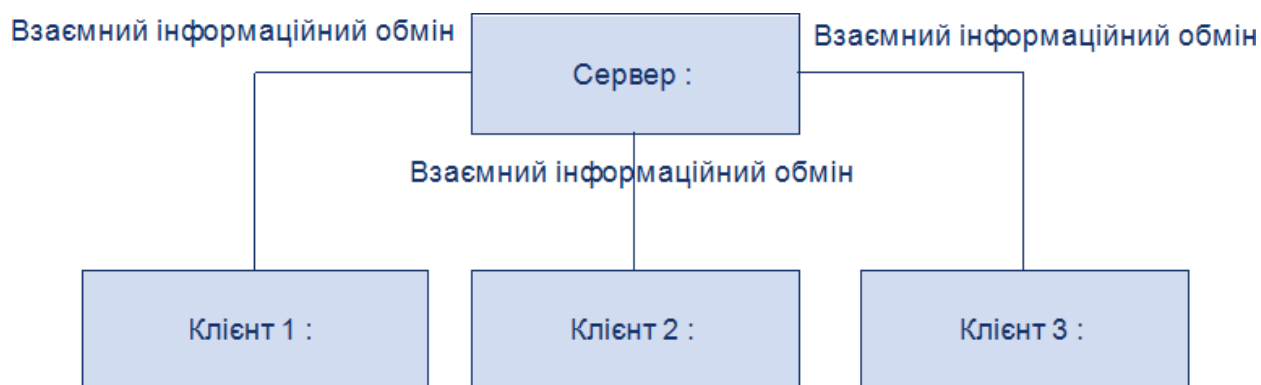 Взаємний інформаційний обмін
Взаємний інформаційний обмін
Сервер :
Взаємний інформаційний обмін
Клієнт 1 :
Клієнт 2 :
Клієнт 3 :